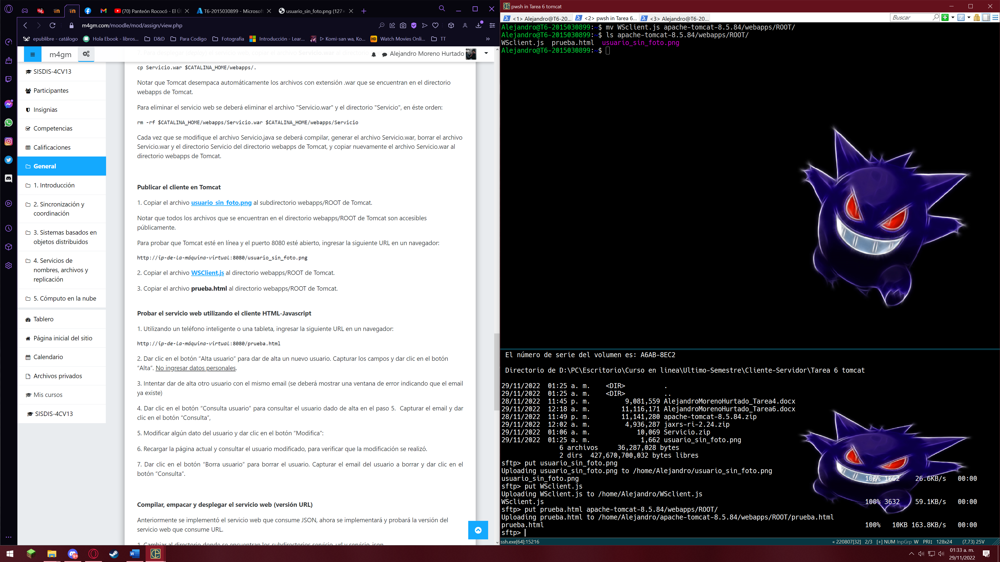 (70) Panteón Rococó - El Ú
T6-2015030899 - Microsoft
usuario_sin_foto.png (127×
m4gm.com/moodle/mod/assign/view.php
epublibre - catálogo
Hola Ebook - libros...
D&D
Para Codigo
Fotografia
Introducción - Lear...
▷ Komi-san wa, Ko...
HD
Watch Movies Onli...
TT
»
m4gm
Alejandro Moreno Hurtado
SISDIS-4CV13
Participantes
Insignias
Competencias
Calificaciones
General
1. Introducción
2. Sincronización y
coordinación
3. Sistemas basados en
objetos distribuidos
4. Servicios de
nombres, archivos y
replicación
5. Cómputo en la nube
Tablero
Página inicial del sitio
Calendario
Archivos privados
Mis cursos
SISDIS-4CV13
7. Para desplegar (deploy) el servicio web, copiar el archivo Servicio.war al directorio
cp Servicio.war $CATALINA_HOME/webapps/.
Notar que Tomcat desempaca automáticamente los archivos con extensión .war que se encuentran en el directorio
webapps de Tomcat.
Para eliminar el servicio web se deberá eliminar el archivo "Servicio.war" y el directorio "Servicio", en éste orden:
rm -rf $CATALINA_HOME/webapps/Servicio.war $CATALINA_HOME/webapps/Servicio
Cada vez que se modifique el archivo Servicio.java se deberá compilar, generar el archivo Servicio.war, borrar el archivo
Servicio.war y el directorio Servicio del directorio webapps de Tomcat, y copiar nuevamente el archivo Servicio.war al
directorio webapps de Tomcat.
Publicar el cliente en Tomcat
1. Copiar el archivo usuario_sin_foto.png al subdirectorio webapps/ROOT de Tomcat.
Notar que todos los archivos que se encuentran en el directorio webapps/ROOT de Tomcat son accesibles
públicamente.
Para probar que Tomcat esté en línea y el puerto 8080 esté abierto, ingresar la siguiente URL en un navegador:
http://ip-de-la-máquina-virtual:8080/usuario_sin_foto.png
2. Copiar el archivo WSClient.js al directorio webapps/ROOT de Tomcat.
3. Copiar el archivo prueba.html al directorio webapps/ROOT de Tomcat.
Probar el servicio web utilizando el cliente HTML-Javascript
1. Utilizando un teléfono inteligente o una tableta, ingresar la siguiente URL en un navegador:
http://ip-de-la-máquina-virtual:8080/prueba.html
2. Dar clic en el botón “Alta usuario” para dar de alta un nuevo usuario. Capturar los campos y dar clic en el botón
“Alta”. No ingresar datos personales.
3. Intentar dar de alta otro usuario con el mismo email (se deberá mostrar una ventana de error indicando que el email
ya existe)
4. Dar clic en el botón “Consulta usuario” para consultar el usuario dado de alta en el paso 5.  Capturar el email y dar
clic en el botón “Consulta”,
5. Modificar algún dato del usuario y dar clic en el botón “Modifica”:
6. Recargar la página actual y consultar el usuario modificado, para verificar que la modificación se realizó.
7. Dar clic en el botón “Borra usuario” para borrar el usuario. Capturar el email del usuario a borrar y dar clic en el
botón “Consulta”.
Compilar, empacar y desplegar el servicio web (versión URL)
Anteriormente se implementó el servicio web que consume JSON, ahora se implementará y probará la versión del
servicio web que consume URL.
1. Cambiar al directorio donde se encuentran los subdirectorios servicio_url y servicio_json
pwsh in Tarea 6 tomcat
<1> Alejandro@T6-20...
<2> pwsh in Tarea 6...
<3> Alejandro@T6-20...
Buscar
Alejandro@T6-2015030899:~$ mv WSclient.js apache-tomcat-8.5.84/webapps/ROOT/
Alejandro@T6-2015030899:~$ ls apache-tomcat-8.5.84/webapps/ROOT/
WSclient.js  prueba.html  usuario_sin_foto.png
Alejandro@T6-2015030899:~$
El número de serie del volumen es: A6AB-8EC2
Directorio de D:\PC\Escritorio\Curso en linea\Ultimo-Semestre\Cliente-Servidor\Tarea 6 tomcat
29/11/2022  01:25 a. m.    <DIR>          .
29/11/2022  01:25 a. m.    <DIR>          ..
28/11/2022  11:45 p. m.         9,081,559 AlejandroMorenoHurtado_Tarea4.docx
29/11/2022  12:18 a. m.        11,116,171 AlejandroMorenoHurtado_Tarea6.docx
28/11/2022  11:49 p. m.        11,141,280 apache-tomcat-8.5.84.zip
29/11/2022  12:02 a. m.         4,936,287 jaxrs-ri-2.24.zip
29/11/2022  01:06 a. m.            10,069 Servicio.zip
29/11/2022  01:25 a. m.             1,662 usuario_sin_foto.png
6 archivos     36,287,028 bytes
2 dirs  427,670,700,032 bytes libres
sftp> put usuario_sin_foto.png
Uploading usuario_sin_foto.png to /home/Alejandro/usuario_sin_foto.png
usuario_sin_foto.png 100% 1662 26.6KB/s 00:00
sftp> put WSclient.js
Uploading WSclient.js to /home/Alejandro/WSclient.js
WSclient.js 100% 3632 59.1KB/s 00:00
sftp> put prueba.html apache-tomcat-8.5.84/webapps/ROOT/
Uploading prueba.html to /home/Alejandro/apache-tomcat-8.5.84/webapps/ROOT/prueba.html
prueba.html 100% 10KB 163.8KB/s 00:00
sftp>
ssh.exe[64]:15216
« 220807[32] 2/3 [+] NUM InpGrp W PRI↕ 128x24 (7,73) 25V
9+
01:33 a. m.
29/11/2022